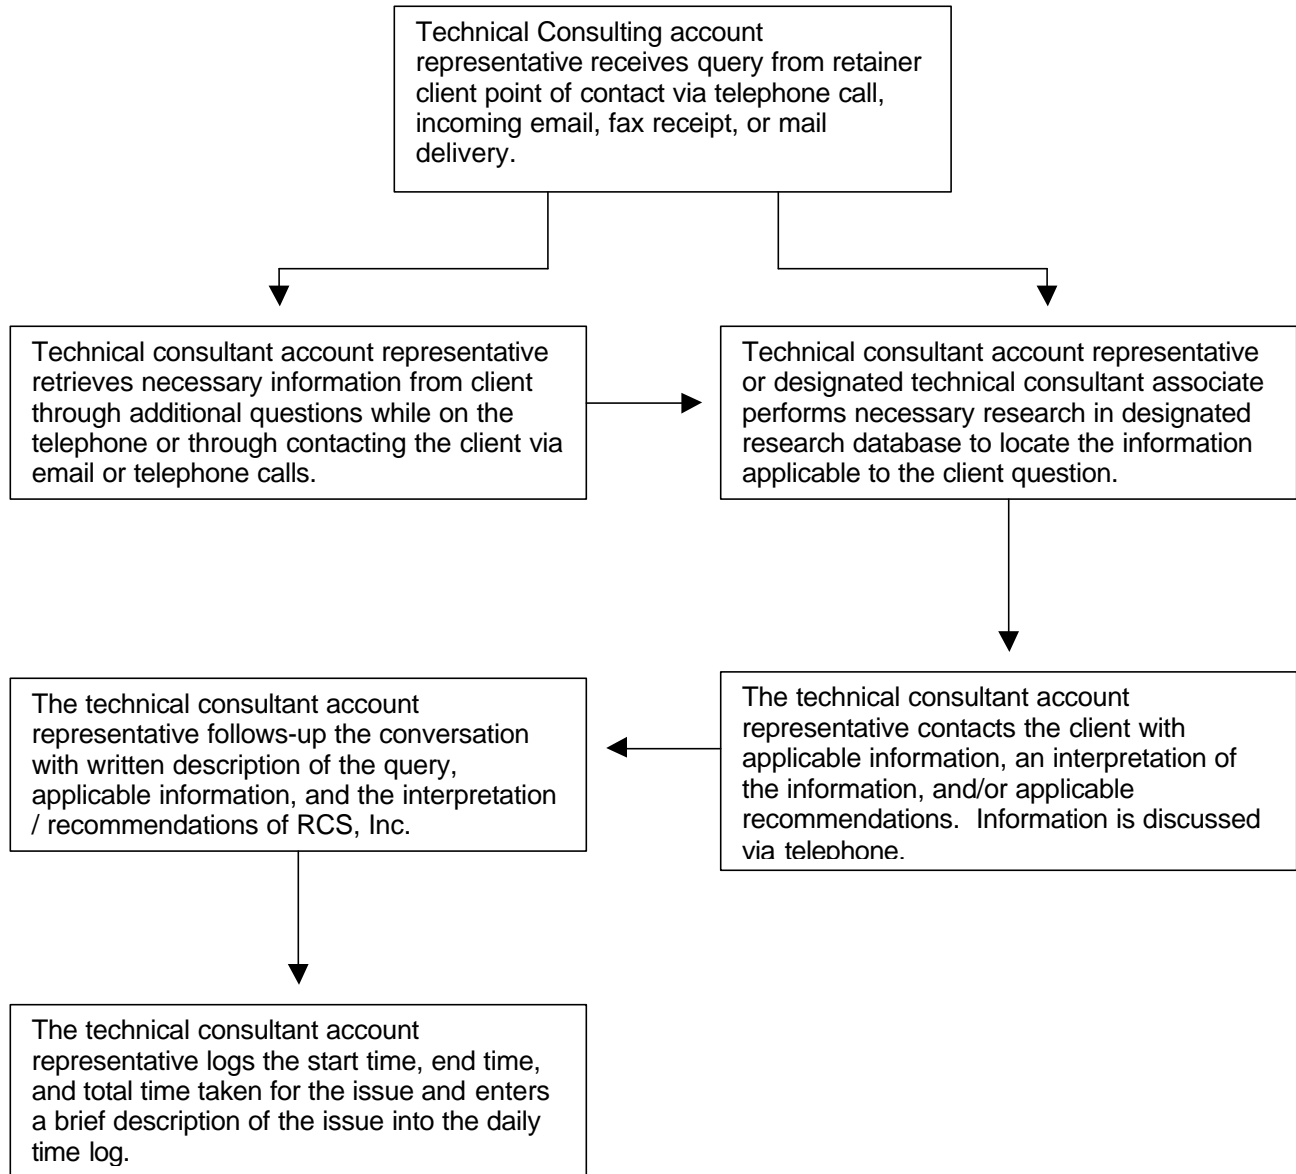 Technical Consulting account
representative receives query from retainer
client point of contact via telephone call,
incoming email, fax receipt, or mail
delivery.
Technical consultant account representative
retrieves necessary information from client
through additional questions while on the
telephone or through contacting the client via
email or telephone calls.
Technical consultant account representative
or designated technical consultant associate
performs necessary research in designated
research database to locate the information
applicable to the client question.
The technical consultant account
representative contacts the client with
applicable information, an interpretation of
the information, and/or applicable
recommendations.  Information is discussed
via telephone.
The technical consultant account
representative follows-up the conversation
with written description of the query,
applicable information, and the interpretation
/ recommendations of RCS, Inc.
The technical consultant account
representative logs the start time, end time,
and total time taken for the issue and enters
a brief description of the issue into the daily
time log.